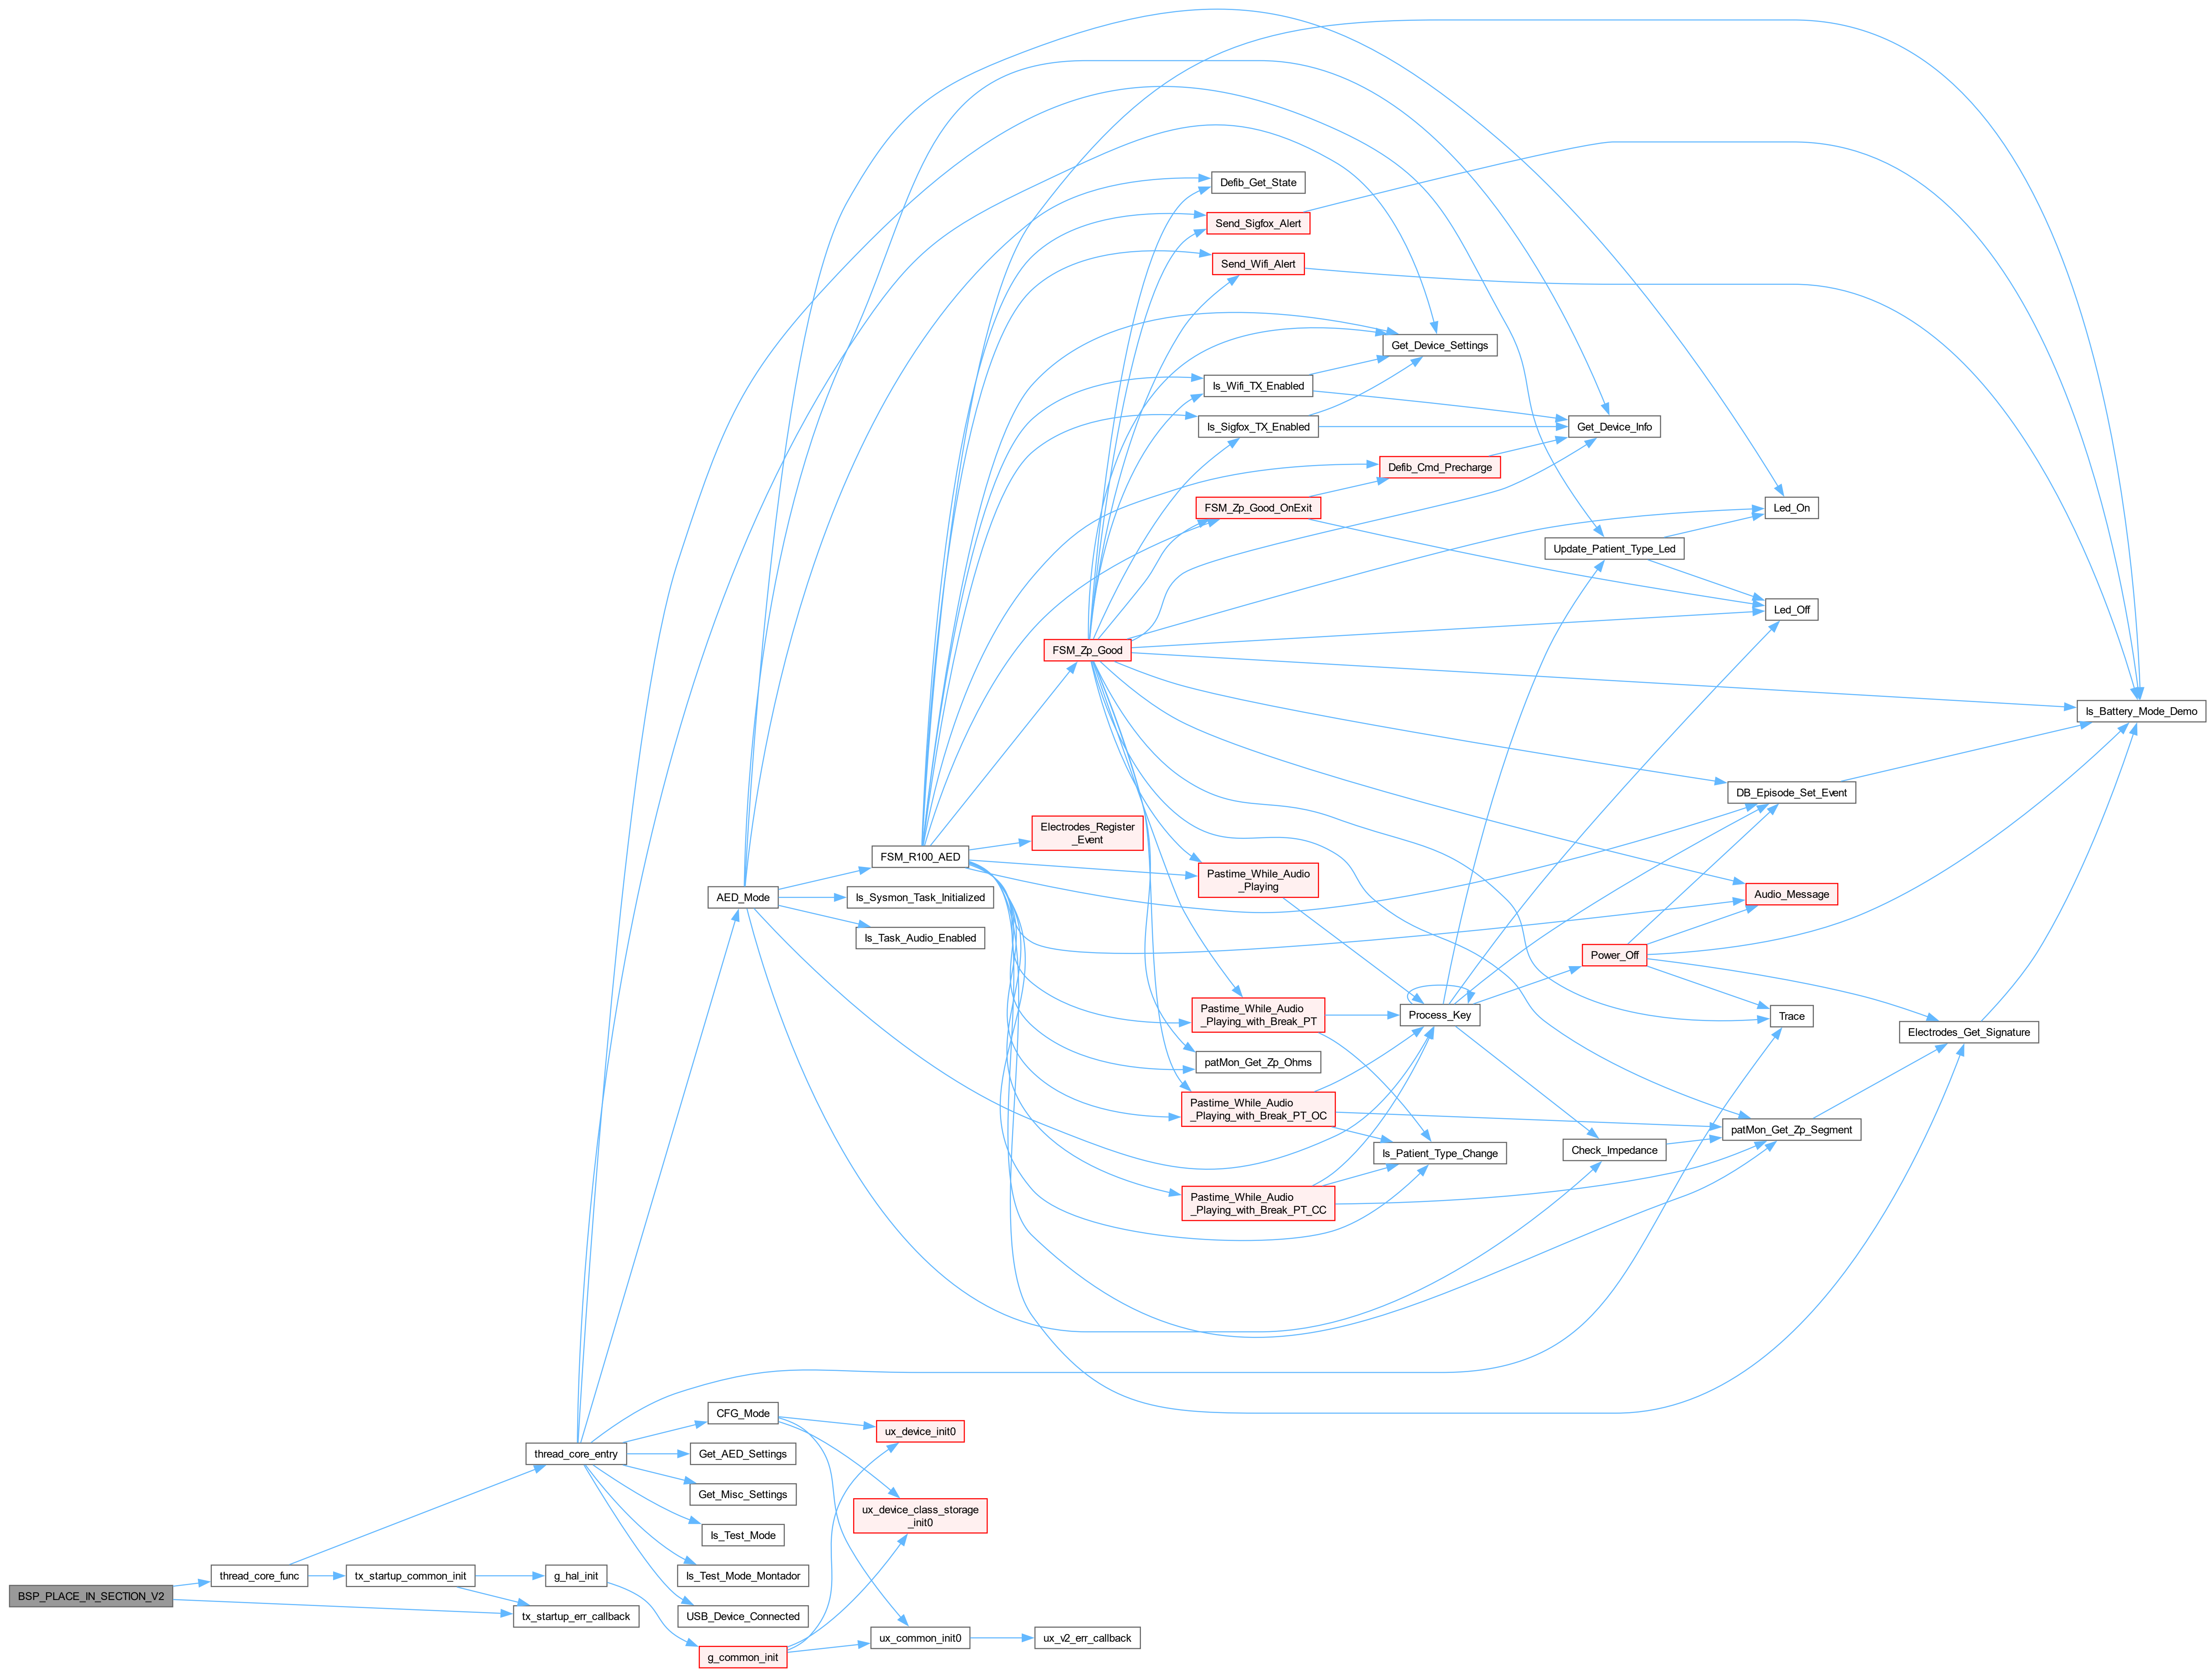 Defib_Get_State
Send_Sigfox_Alert
Send_Wifi_Alert
Get_Device_Settings
Is_Wifi_TX_Enabled
Is_Sigfox_TX_Enabled
Get_Device_Info
Defib_Cmd_Precharge
FSM_Zp_Good_OnExit
Led_On
Update_Patient_Type_Led
Led_Off
FSM_Zp_Good
Is_Battery_Mode_Demo
DB_Episode_Set_Event
Electrodes_Register
_Event
FSM_R100_AED
Pastime_While_Audio
_Playing
AED_Mode
Is_Sysmon_Task_Initialized
Audio_Message
Is_Task_Audio_Enabled
Power_Off
Pastime_While_Audio
_Playing_with_Break_PT
Process_Key
Trace
Electrodes_Get_Signature
patMon_Get_Zp_Ohms
Pastime_While_Audio
_Playing_with_Break_PT_OC
patMon_Get_Zp_Segment
Is_Patient_Type_Change
Check_Impedance
Pastime_While_Audio
_Playing_with_Break_PT_CC
CFG_Mode
ux_device_init0
thread_core_entry
Get_AED_Settings
Get_Misc_Settings
ux_device_class_storage
_init0
Is_Test_Mode
thread_core_func
tx_startup_common_init
g_hal_init
Is_Test_Mode_Montador
BSP_PLACE_IN_SECTION_V2
tx_startup_err_callback
USB_Device_Connected
ux_common_init0
ux_v2_err_callback
g_common_init